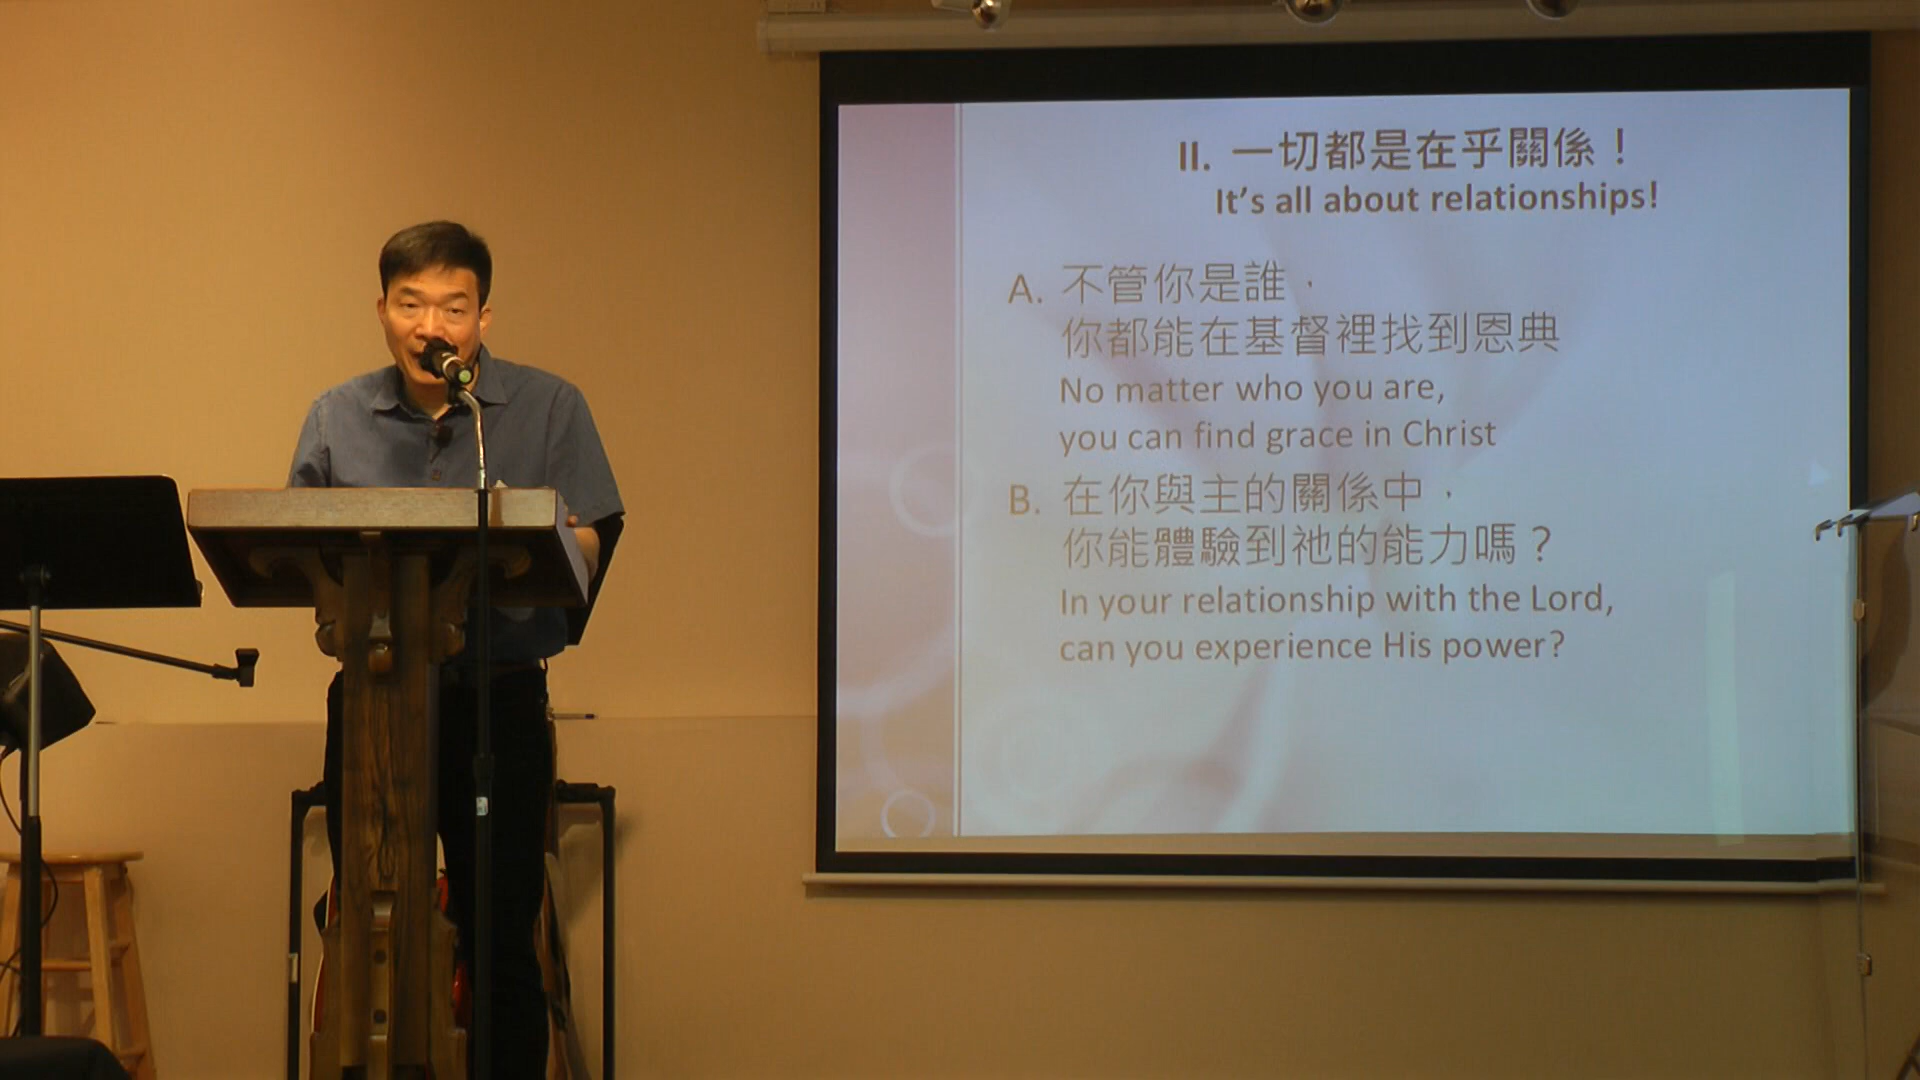 II. 一切都是在乎關係！
It's all about relationships!
A. 不管你是誰，
你都能在基督裡找到恩典
No matter who you are,
you can find grace in Christ
B. 在你與主的關係中，
你能體驗到祂的能力嗎？
In your relationship with the Lord,
can you experience His power?